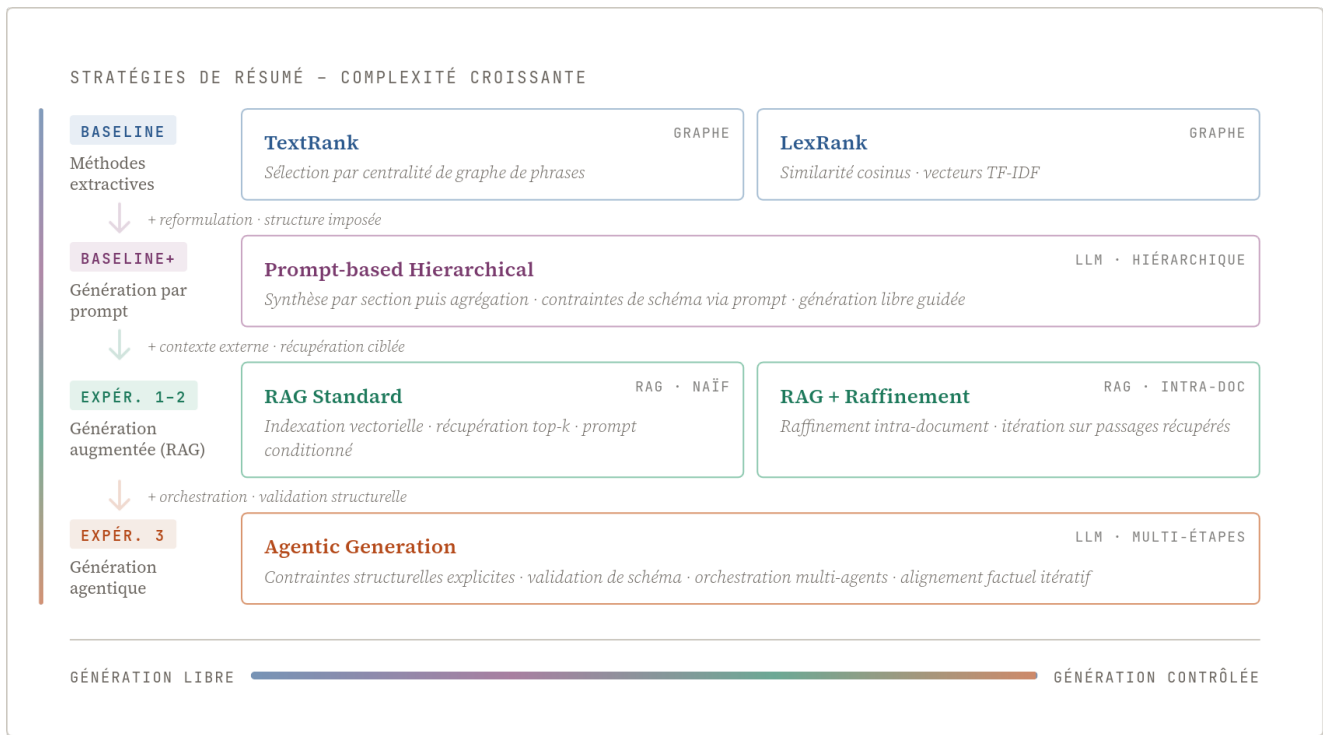 STRATÉGIES DE RÉSUMÉ – COMPLEXITÉ CROISSANTE
BASELINE
Méthodes
extractives
TextRank
GRAPHE
Sélection par centralité de graphe de phrases
LexRank
GRAPHE
Similarité cosinus · vecteurs TF-IDF
+ reformulation · structure imposée
BASELINE+
Génération par
prompt
Prompt-based Hierarchical
LLM · HIÉRARCHIQUE
Synthèse par section puis agrégation · contraintes de schéma via prompt · génération libre guidée
+ contexte externe · récupération ciblée
EXPÉR. 1–2
Génération
augmentée (RAG)
RAG Standard
RAG · NAÏF
Indexation vectorielle · récupération top-k · prompt
conditionné
RAG + Raffinement
RAG · INTRA-DOC
Raffinement intra-document · itération sur passages récupérés
+ orchestration · validation structurelle
EXPÉR. 3
Génération
agentique
Agentic Generation
LLM · MULTI-ÉTAPES
Contraintes structurelles explicites · validation de schéma · orchestration multi-agents · alignement factuel itératif
GÉNÉRATION LIBRE
GÉNÉRATION CONTRÔLÉE